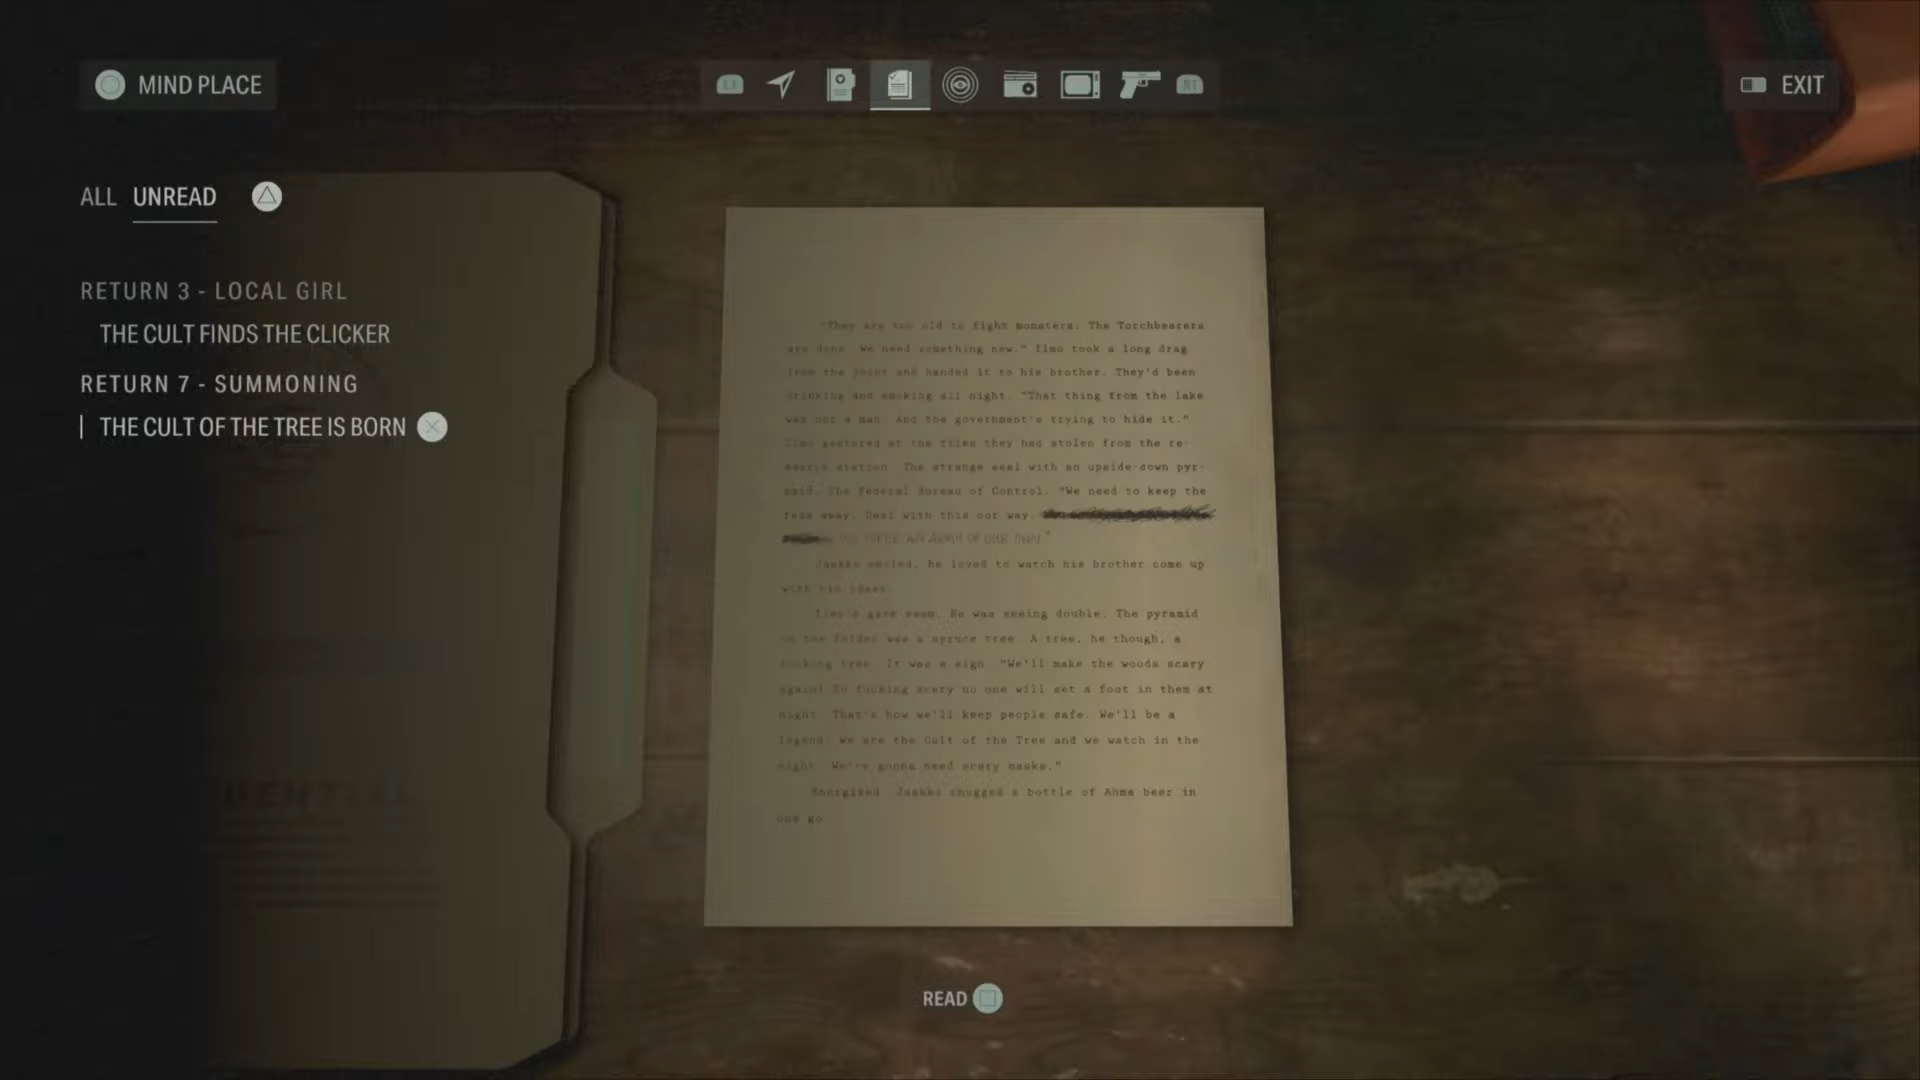 MIND PLACE
L1
R1
EXIT
ALL UNREAD
RETURN 3 - LOCAL GIRL
THE CULT FINDS THE CLICKER
RETURN 7 - SUMMONING
THE CULT OF THE TREE IS BORN
"They are too old to fight monsters. The Torchbearers
are done. We need something new." Ilmo took a long drag
from the joint and handed it to his brother. They'd been
drinking and smoking all night. "That thing from the lake
was not a man. And the government's trying to hide it."
Ilmo gestured at the files they had stolen from the re-
search station. The strange seal with an upside-down pyr-
amid. The Federal Bureau of Control. "We need to keep the
feds away. Deal with this our way.
OF OUR OWN."
Jaakko smiled, he loved to watch his brother come up
with his ideas.
Ilmo's gaze swam. He was seeing double. The pyramid
on the folder was a spruce tree. A tree, he though, a
fucking tree. It was a sign. "We'll make the woods scary
again! So fucking scary no one will set a foot in them at
night. That's how we'll keep people safe. We'll be a
legend. We are the Cult of the Tree and we watch in the
night. We're gonna need scary masks."
Energized, Jaakko chugged a bottle of Ahma beer in
one go.
READ